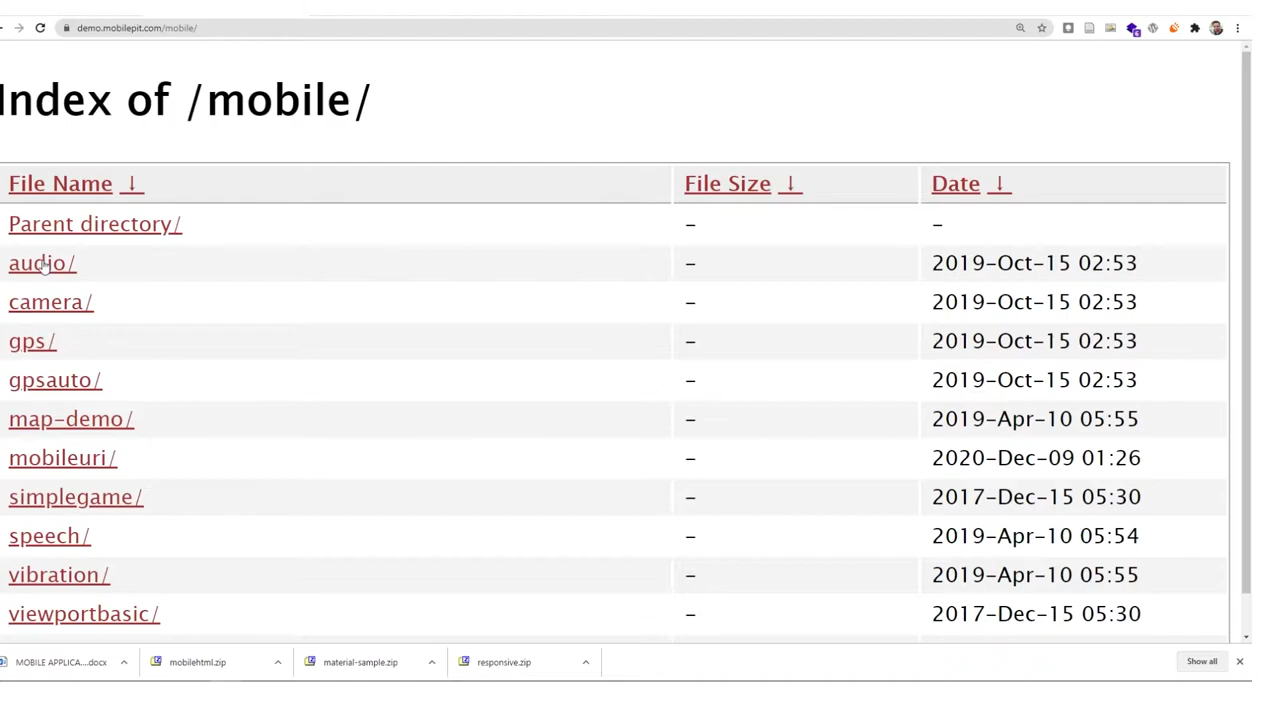 demo.mobilepit.com/mobile/
6
Index of /mobile/
File Name ↓ File Size ↓ Date ↓
Parent directory/ - -
audio/ - 2019-Oct-15 02:53
camera/ - 2019-Oct-15 02:53
gps/ - 2019-Oct-15 02:53
gpsauto/ - 2019-Oct-15 02:53
map-demo/ - 2019-Apr-10 05:55
mobileuri/ - 2020-Dec-09 01:26
simplegame/ - 2017-Dec-15 05:30
speech/ - 2019-Apr-10 05:54
vibration/ - 2019-Apr-10 05:55
viewportbasic/ - 2017-Dec-15 05:30
MOBILE APPLICA....docx mobilehtml.zip material-sample.zip responsive.zip Show all